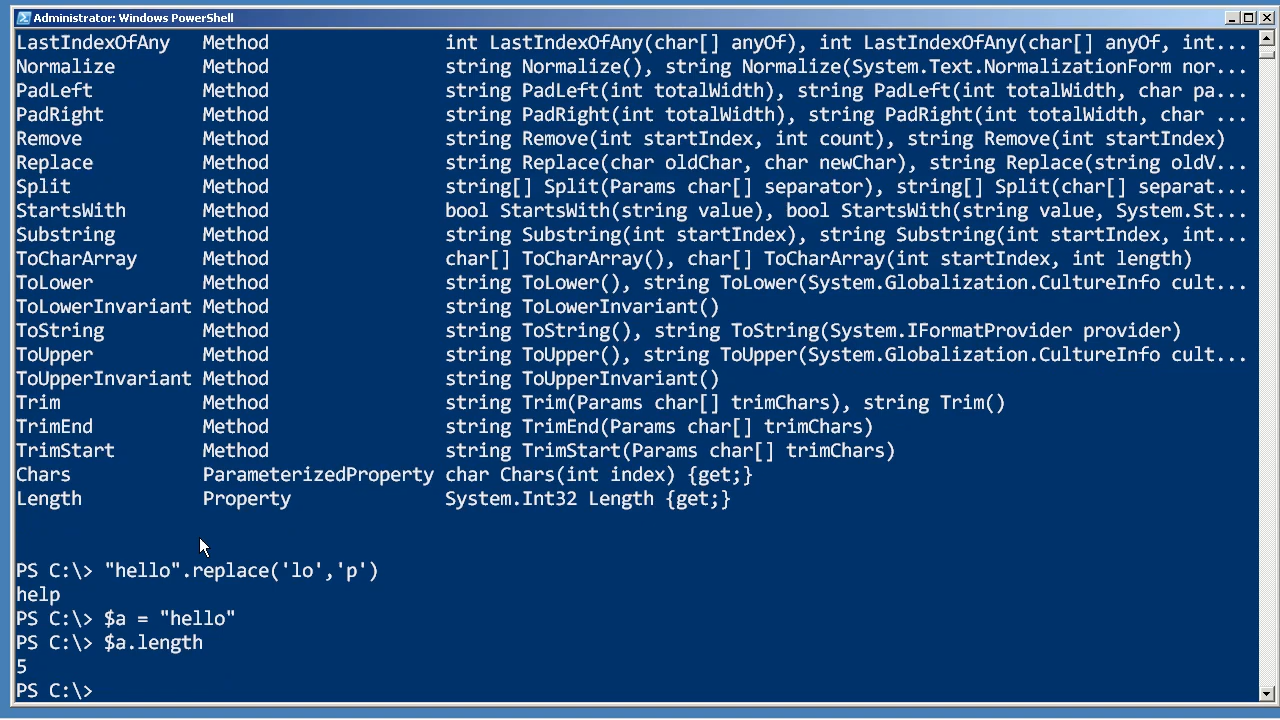 Administrator: Windows PowerShell
LastIndexOfAny   Method                int LastIndexOfAny(char[] anyOf), int LastIndexOfAny(char[] anyOf, int...
Normalize        Method                string Normalize(), string Normalize(System.Text.NormalizationForm nor...
PadLeft          Method                string PadLeft(int totalWidth), string PadLeft(int totalWidth, char pa...
PadRight         Method                string PadRight(int totalWidth), string PadRight(int totalWidth, char ...
Remove           Method                string Remove(int startIndex, int count), string Remove(int startIndex)
Replace          Method                string Replace(char oldChar, char newChar), string Replace(string oldV...
Split            Method                string[] Split(Params char[] separator), string[] Split(char[] separat...
StartsWith       Method                bool StartsWith(string value), bool StartsWith(string value, System.St...
Substring        Method                string Substring(int startIndex), string Substring(int startIndex, int...
ToCharArray      Method                char[] ToCharArray(), char[] ToCharArray(int startIndex, int length)
ToLower          Method                string ToLower(), string ToLower(System.Globalization.CultureInfo cult...
ToLowerInvariant Method                string ToLowerInvariant()
ToString         Method                string ToString(), string ToString(System.IFormatProvider provider)
ToUpper          Method                string ToUpper(), string ToUpper(System.Globalization.CultureInfo cult...
ToUpperInvariant Method                string ToUpperInvariant()
Trim             Method                string Trim(Params char[] trimChars), string Trim()
TrimEnd          Method                string TrimEnd(Params char[] trimChars)
TrimStart        Method                string TrimStart(Params char[] trimChars)
Chars            ParameterizedProperty char Chars(int index) {get;}
Length           Property              System.Int32 Length {get;}
PS C:\> "hello".replace('lo','p')
help
PS C:\> $a = "hello"
PS C:\> $a.length
5
PS C:\>